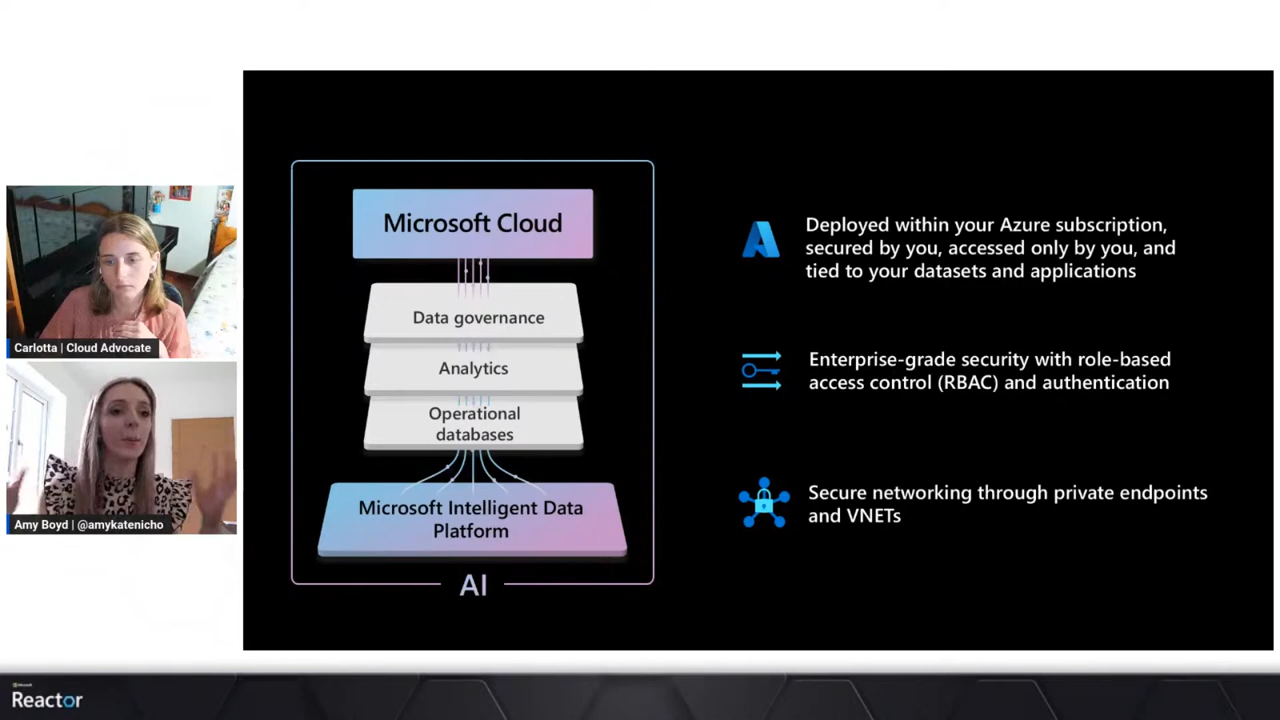 Microsoft Cloud
Data governance
Analytics
Operational
databases
Microsoft Intelligent Data
Platform
AI
Deployed within your Azure subscription,
secured by you, accessed only by you, and
tied to your datasets and applications
Enterprise-grade security with role-based
access control (RBAC) and authentication
Secure networking through private endpoints
and VNETs
Carlotta | Cloud Advocate
Amy Boyd | @amykatenicho
Microsoft
Reactor